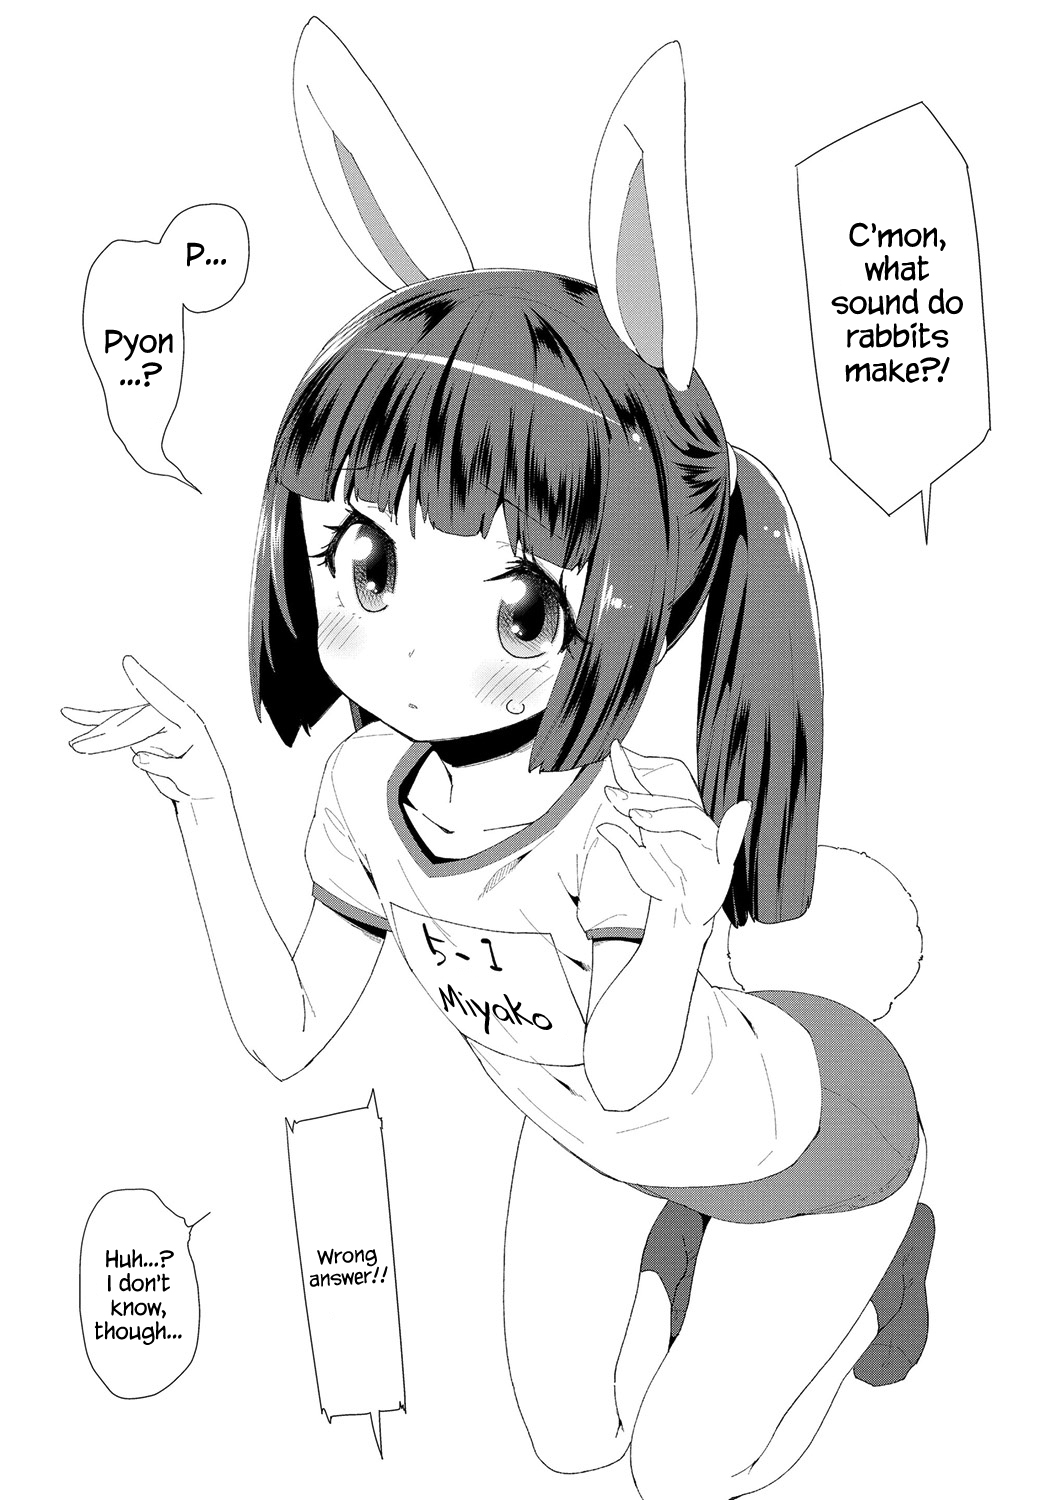 C'mon,
what
sound do
rabbits
make?!
P...
Pyon
...?
5-1
Miyako
Wrong
answer!!
Huh...?
I don't
know,
though...